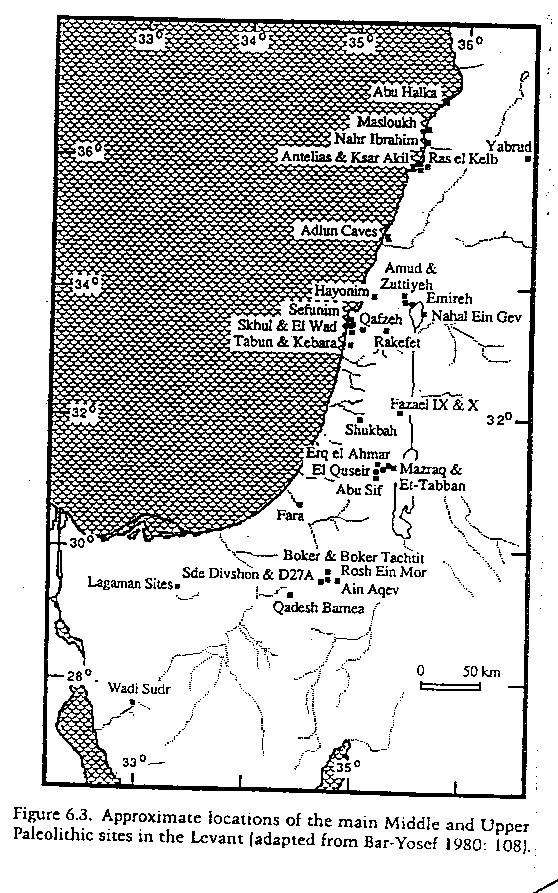 33° 34° 35° 36°
Abu Halka
Masloukh
Nahr Ibrahim
Yabrud
36°
Antelias & Ksar Akil
Ras el Kelb
Adlun Caves
34°
Amud &
Zuttiyeh
Hayonim
Emireh
Sefunim
Nahal Ein Gev
Skhul & El Wad
Qafzeh
Tabun & Kebara
Rakefet
32°
Fazael IX & X
32°
Shukbah
Erq el Ahmar
El Quseir
Mazraq &
Et-Tabban
Abu Sif
Fara
30°
Boker & Boker Tachtit
Sde Divshon & D27A
Rosh Ein Mor
Lagaman Sites
Ain Aqev
Qadesh Barnea
28°
Wadi Sudr
0 50 km
33° 35°
Figure 6.3. Approximate locations of the main Middle and Upper
Paleolithic sites in the Levant (adapted from Bar-Yosef 1980: 108).